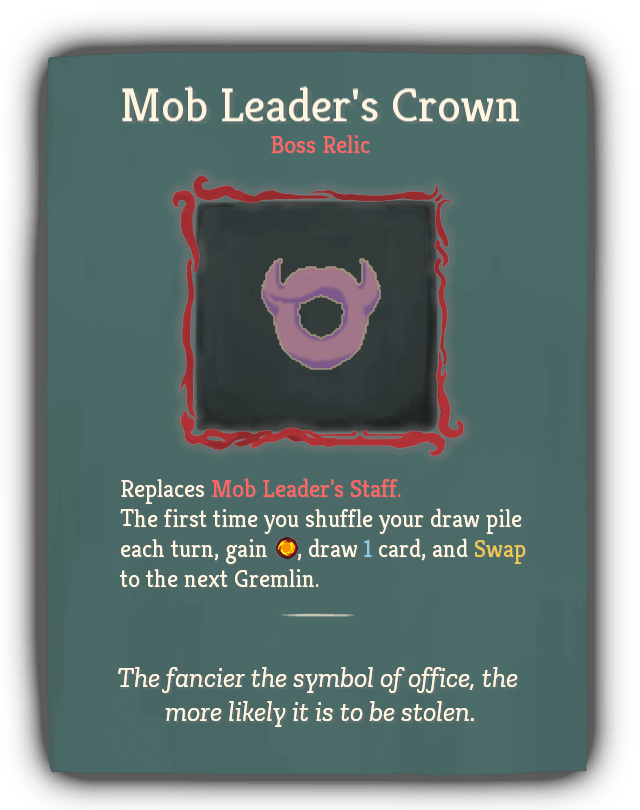 Mob Leader's Crown
Boss Relic
Replaces Mob Leader's Staff.
The first time you shuffle your draw pile
each turn, gain , draw 1 card, and Swap
to the next Gremlin.
The fancier the symbol of office, the
more likely it is to be stolen.